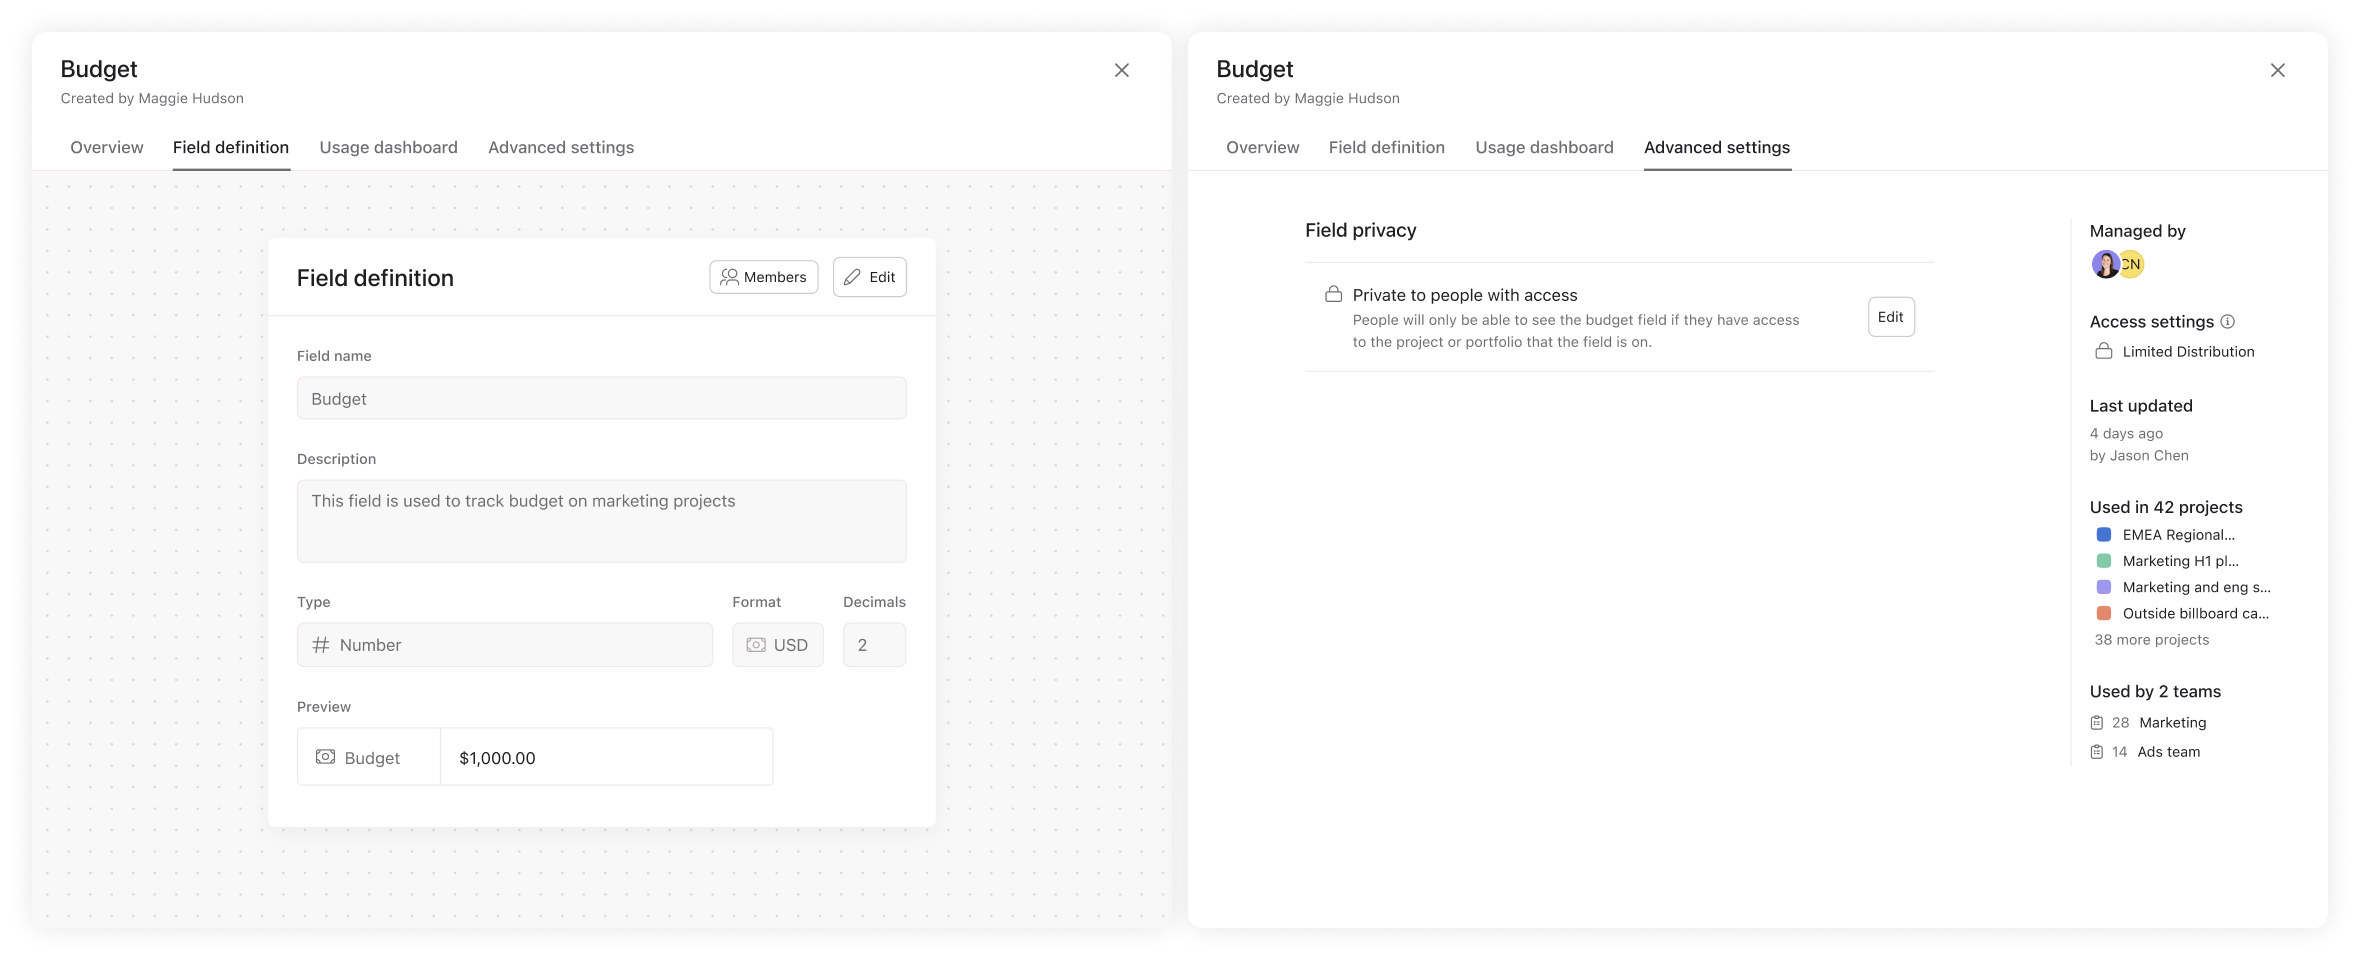 Budget
Created by Maggie Hudson
Overview
Field definition
Usage dashboard
Advanced settings
Field definition
Members
Edit
Field name
Budget
Description
This field is used to track budget on marketing projects
Type
Format
Decimals
# Number
USD
2
Preview
Budget
$1,000.00
Budget
Created by Maggie Hudson
Overview
Field definition
Usage dashboard
Advanced settings
Field privacy
Private to people with access
People will only be able to see the budget field if they have access
to the project or portfolio that the field is on.
Edit
Managed by
CN
Access settings
Limited Distribution
Last updated
4 days ago
by Jason Chen
Used in 42 projects
EMEA Regional...
Marketing H1 pl...
Marketing and eng s...
Outside billboard ca...
38 more projects
Used by 2 teams
28 Marketing
14 Ads team